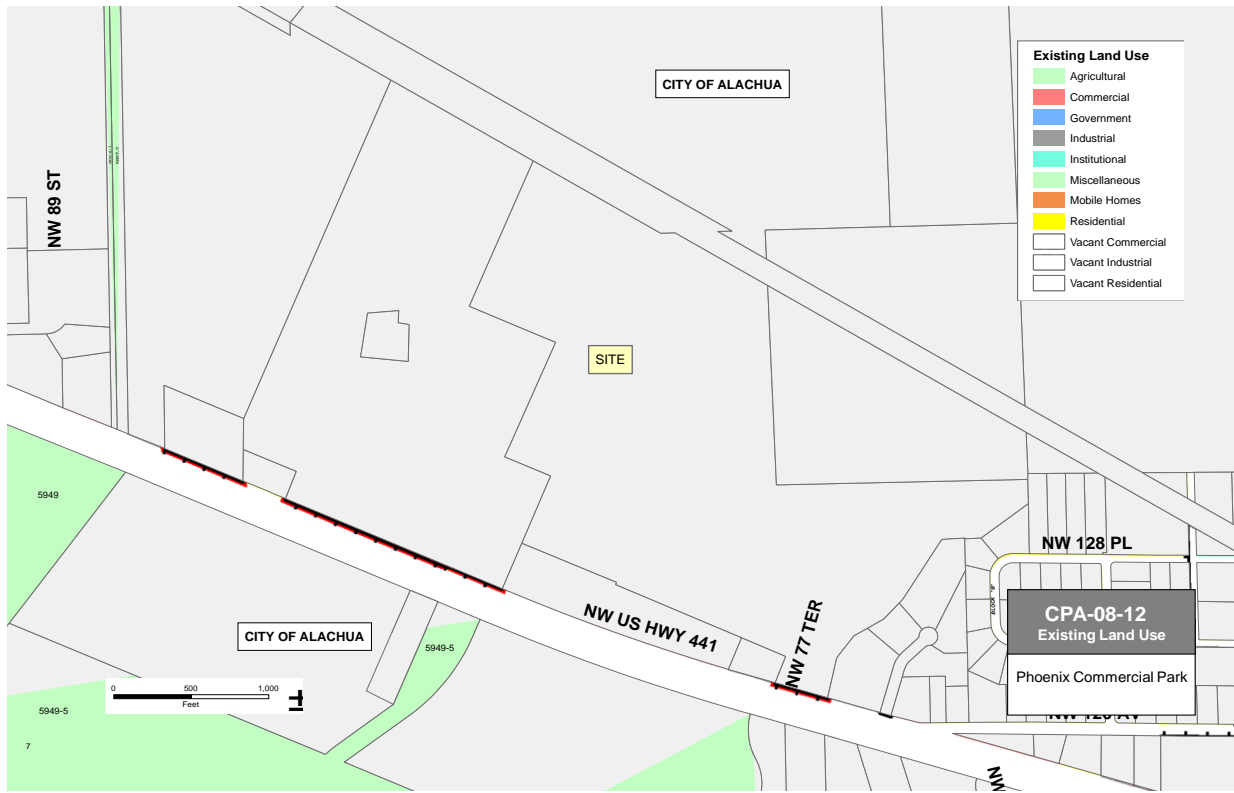 CITY OF ALACHUA
Existing Land Use
Agricultural
Commercial
Government
Industrial
Institutional
Miscellaneous
Mobile Homes
Residential
Vacant Commercial
Vacant Industrial
Vacant Residential
NW 89 ST
SITE
5949
NW 128 PL
BLOCK "B"
CPA-08-12
Existing Land Use
Phoenix Commercial Park
NW US HWY 441
NW 77 TER
CITY OF ALACHUA
5949-5
0 500 1,000
Feet
5949-5
7
NW